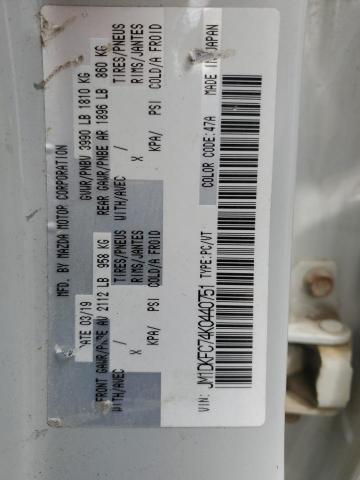 MFD. BY MAZDA MOTOR CORPORATION
DATE 03/19 GVWR/PNBV 3990 LB 1810 KG
FRONT GAWR/PNBE AV 2112 LB 958 KG REAR GAWR/PNBE AR 1896 LB 860 KG
WITH/AVEC / TIRES/PNEUS WITH/AVEC / TIRES/PNEUS
X RIMS/JANTES X RIMS/JANTES
KPA/ PSI COLD/A FROID KPA/ PSI COLD/A FROID
VIN: JM1DKFC74K0440751 TYPE:PC/VT COLOR CODE:47A MADE IN JAPAN